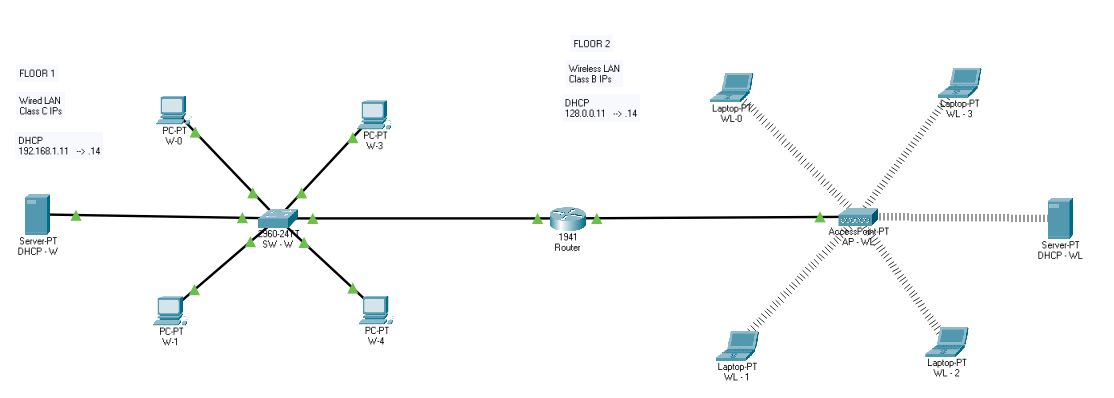 FLOOR 1
Wired LAN
Class C IPs
DHCP
192.168.1.11 --> .14
FLOOR 2
Wireless LAN
Class B IPs
DHCP
128.0.0.11 --> .14
PC-PT
W-0
PC-PT
W-3
Server-PT
DHCP - W
2960-24TT
SW - W
PC-PT
W-1
PC-PT
W-4
1941
Router
Laptop-PT
WL-0
Laptop-PT
WL - 3
AccessPoint-PT
AP - WL
Server-PT
DHCP - WL
Laptop-PT
WL - 1
Laptop-PT
WL - 2